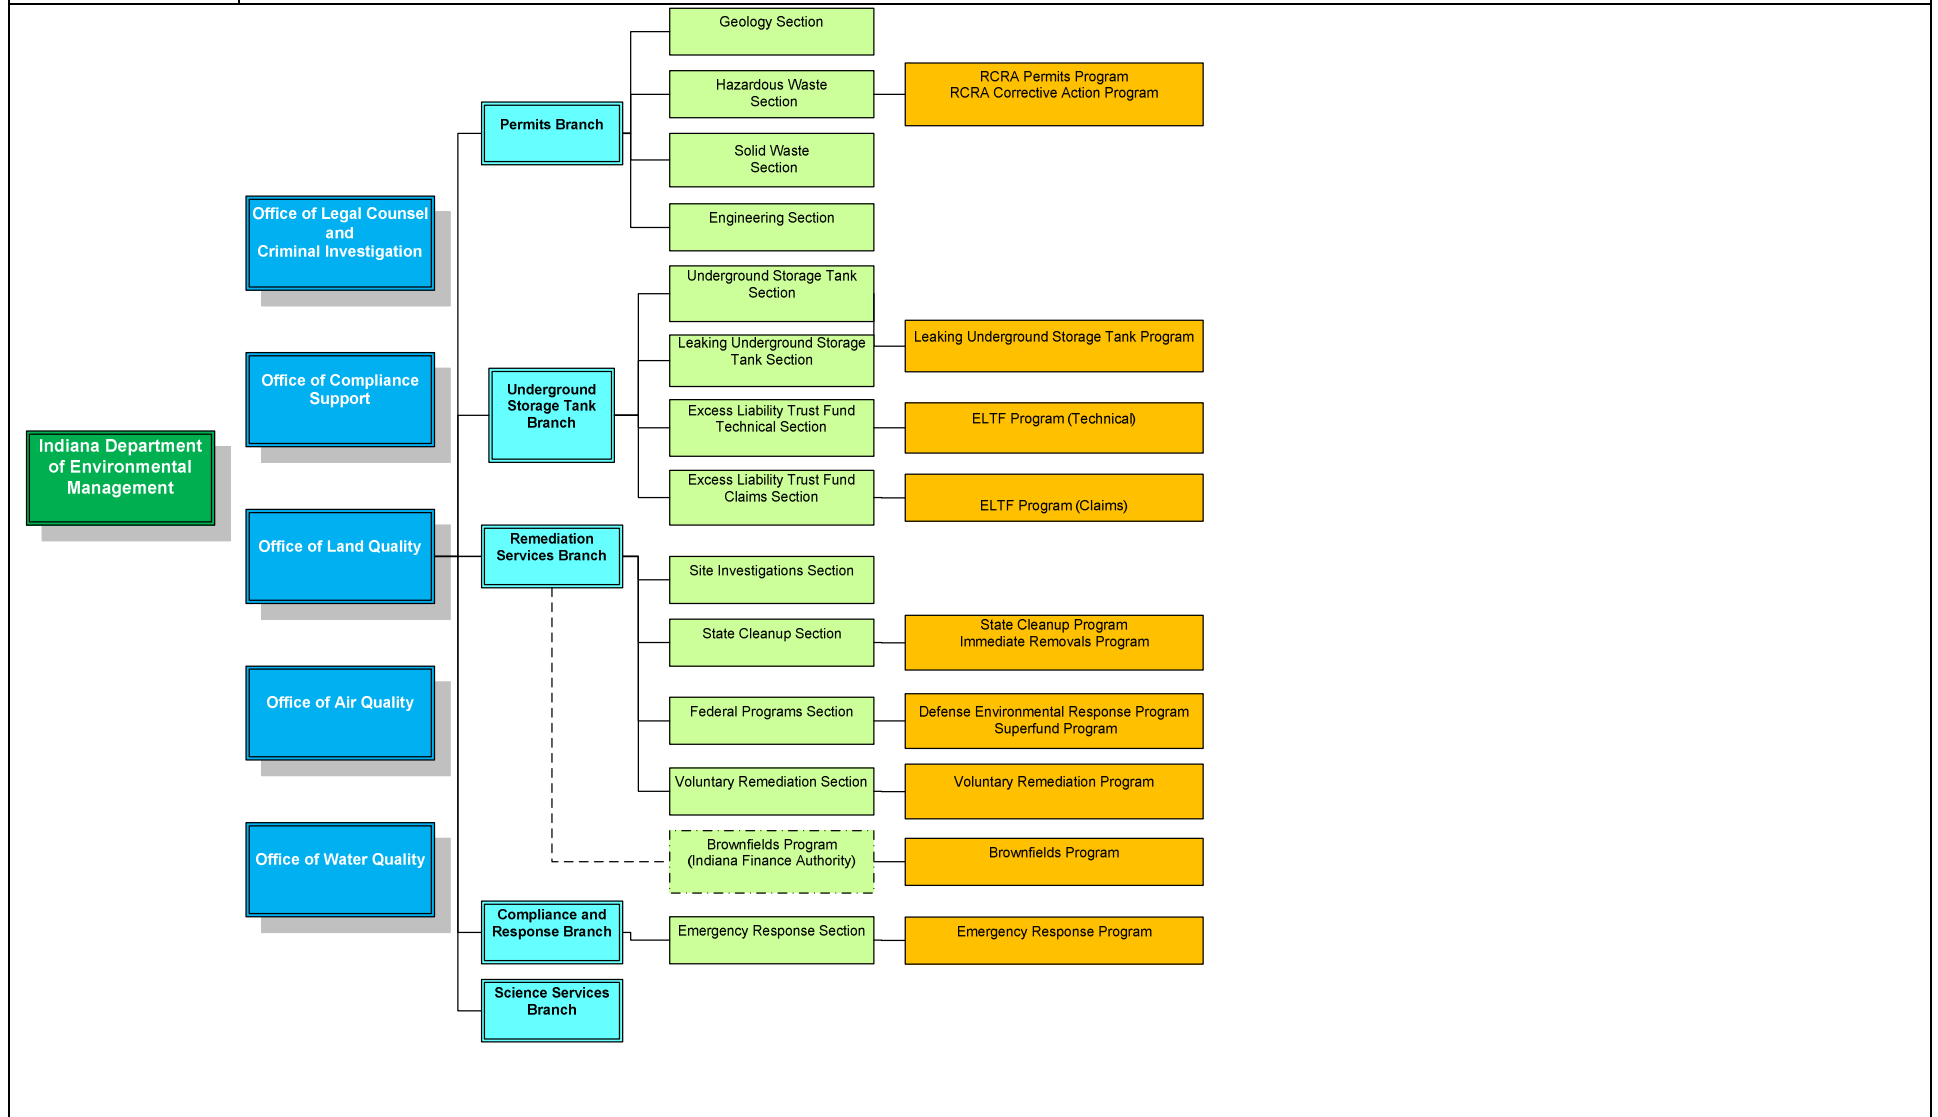 Indiana Department
of Environmental
Management
Office of Legal Counsel
and
Criminal Investigation
Office of Compliance
Support
Office of Land Quality
Office of Air Quality
Office of Water Quality
Permits Branch
Underground
Storage Tank
Branch
Remediation
Services Branch
Compliance and
Response Branch
Science Services
Branch
Geology Section
Hazardous Waste
Section
Solid Waste
Section
Engineering Section
Underground Storage Tank
Section
Leaking Underground Storage
Tank Section
Excess Liability Trust Fund
Technical Section
Excess Liability Trust Fund
Claims Section
Site Investigations Section
State Cleanup Section
Federal Programs Section
Voluntary Remediation Section
Brownfields Program
(Indiana Finance Authority)
Emergency Response Section
RCRA Permits Program
RCRA Corrective Action Program
Leaking Underground Storage Tank Program
ELTF Program (Technical)
ELTF Program (Claims)
State Cleanup Program
Immediate Removals Program
Defense Environmental Response Program
Superfund Program
Voluntary Remediation Program
Brownfields Program
Emergency Response Program